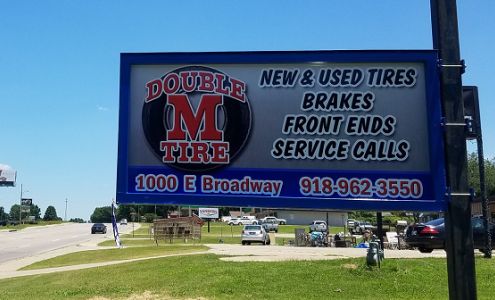 DOUBLE
M
TIRE
NEW & USED TIRES
BRAKES
FRONT ENDS
SERVICE CALLS
1000 E Broadway 918-962-3550